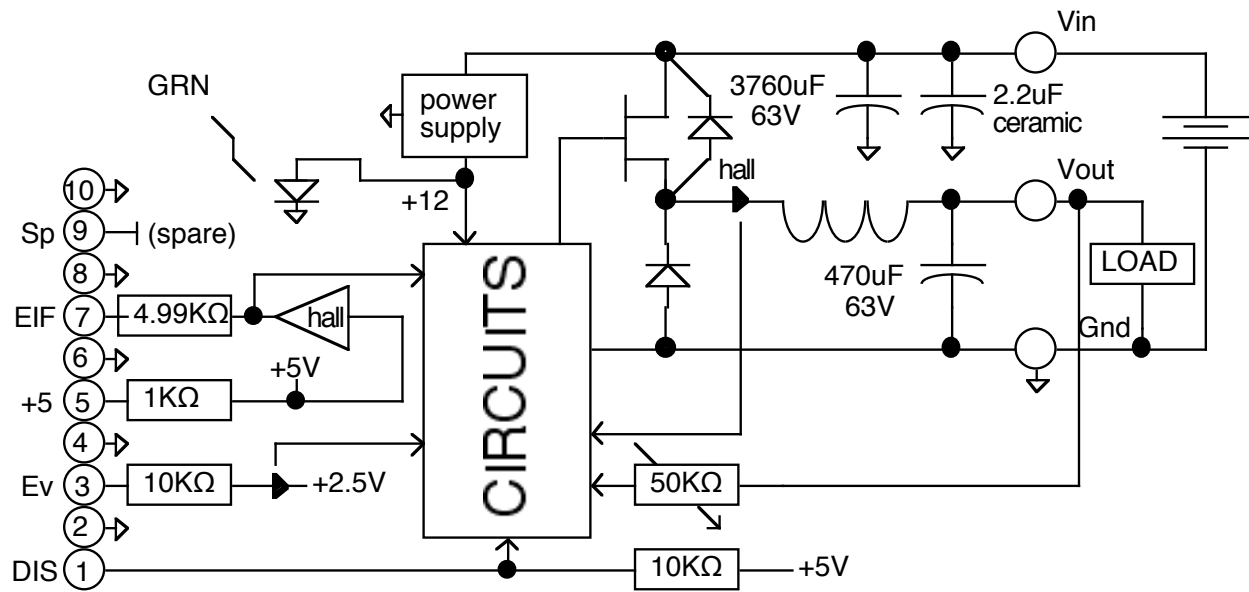 Vin
GRN
power
supply
3760uF
63V
2.2uF
ceramic
hall
Vout
+12
10
Sp 9 (spare)
8
EIF 7 4.99KΩ hall
6
+5V
+5 5 1KΩ
4
Ev 3 10KΩ +2.5V
2
DIS 1
CIRCUITS
470uF
63V
LOAD
Gnd
50KΩ
10KΩ +5V